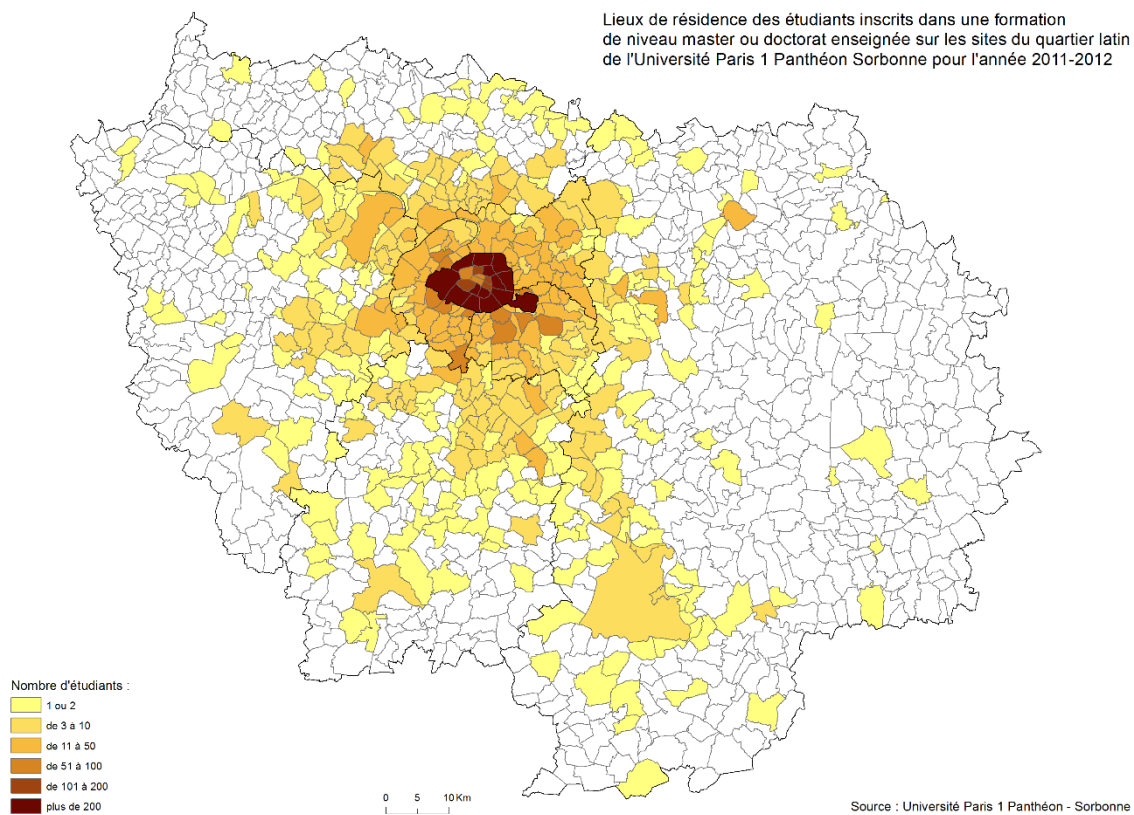 Lieux de résidence des étudiants inscrits dans une formation
de niveau master ou doctorat enseignée sur les sites du quartier latin
de l'Université Paris 1 Panthéon Sorbonne pour l'année 2011-2012
Nombre d'étudiants :
1 ou 2
de 3 à 10
de 11 à 50
de 51 à 100
de 101 à 200
plus de 200
0 5 10 Km
Source : Université Paris 1 Panthéon - Sorbonne